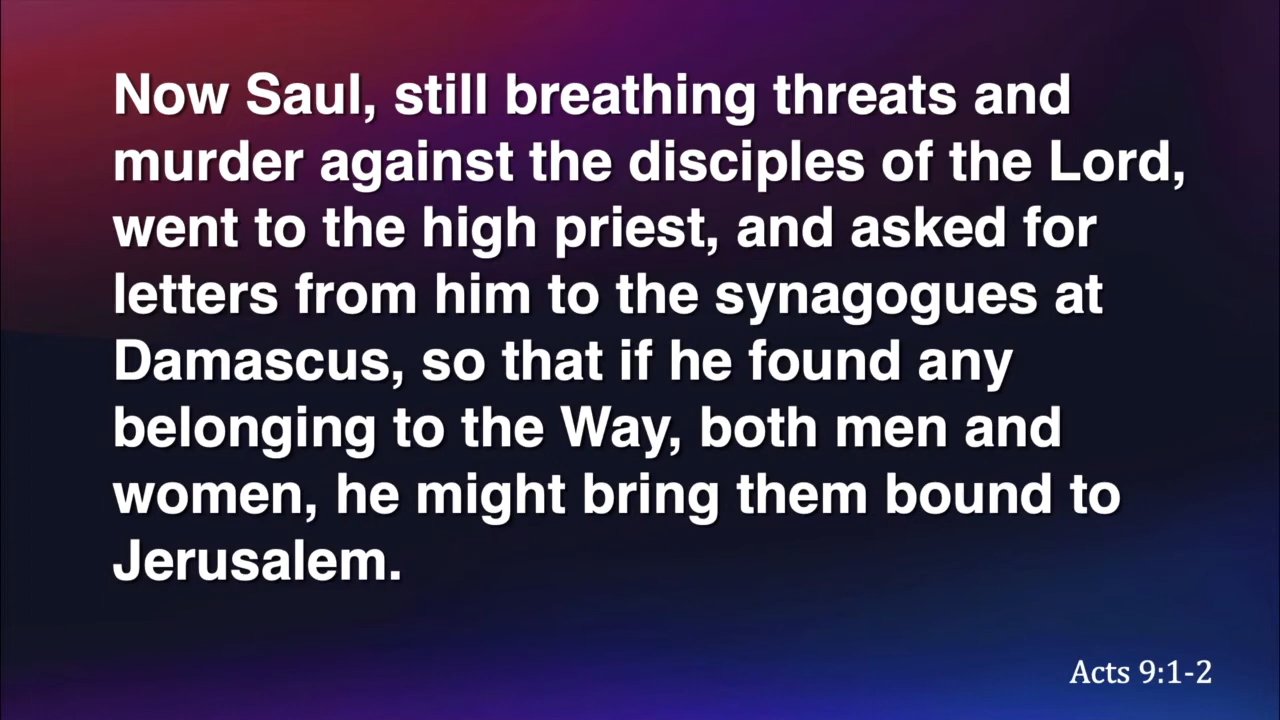 Now Saul, still breathing threats and
murder against the disciples of the Lord,
went to the high priest, and asked for
letters from him to the synagogues at
Damascus, so that if he found any
belonging to the Way, both men and
women, he might bring them bound to
Jerusalem.
Acts 9:1-2